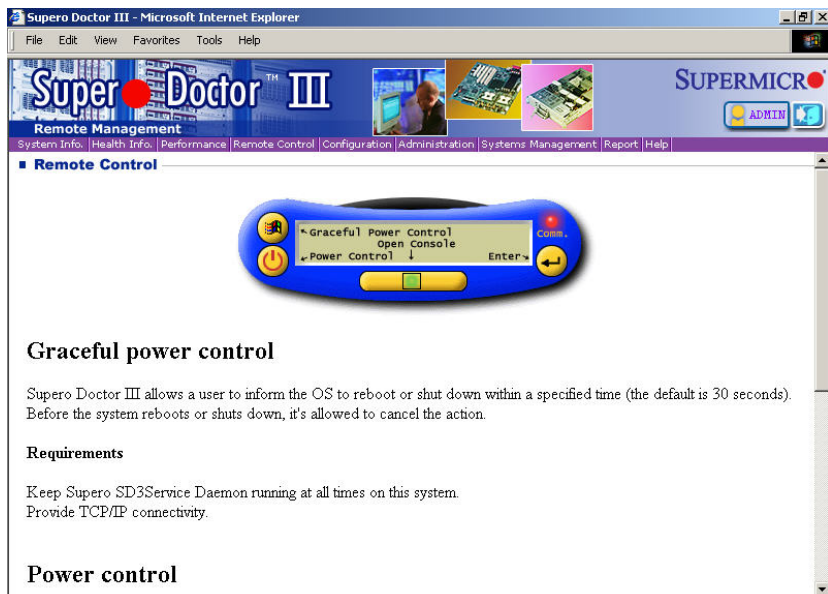 Supero Doctor III - Microsoft Internet Explorer
File Edit View Favorites Tools Help
Super Doctor™ III
SUPERMICR
ADMIN
Remote Management
System Info. Health Info. Performance Remote Control Configuration Administration Systems Management Report Help
Remote Control
Graceful Power Control
Comm.
Open Console
Power Control ↓ Enter
Graceful power control
Supero Doctor III allows a user to inform the OS to reboot or shut down within a specified time (the default is 30 seconds).
Before the system reboots or shuts down, it's allowed to cancel the action.
Requirements
Keep Supero SD3Service Daemon running at all times on this system.
Provide TCP/IP connectivity.
Power control